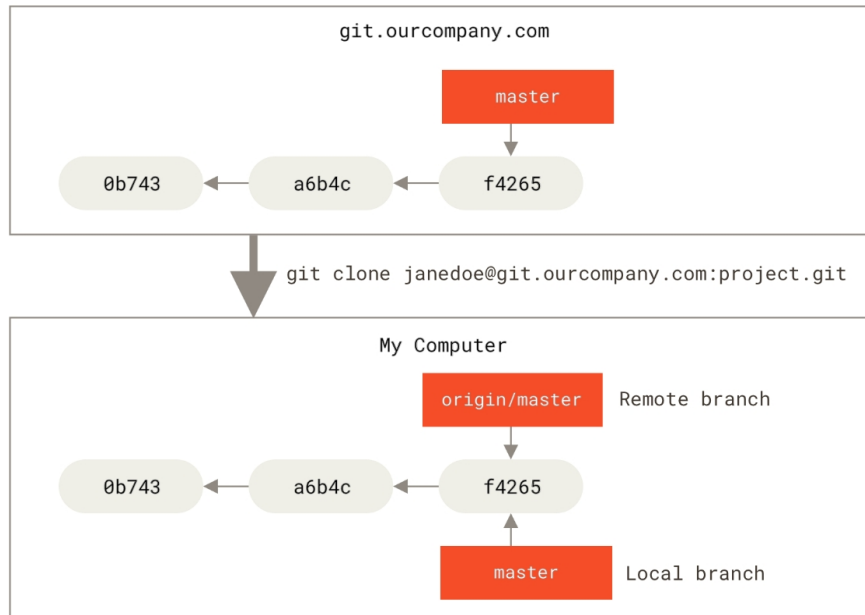 git.ourcompany.com
master
0b743 a6b4c f4265
git clone janedoe@git.ourcompany.com:project.git
My Computer
origin/master Remote branch
0b743 a6b4c f4265
master Local branch